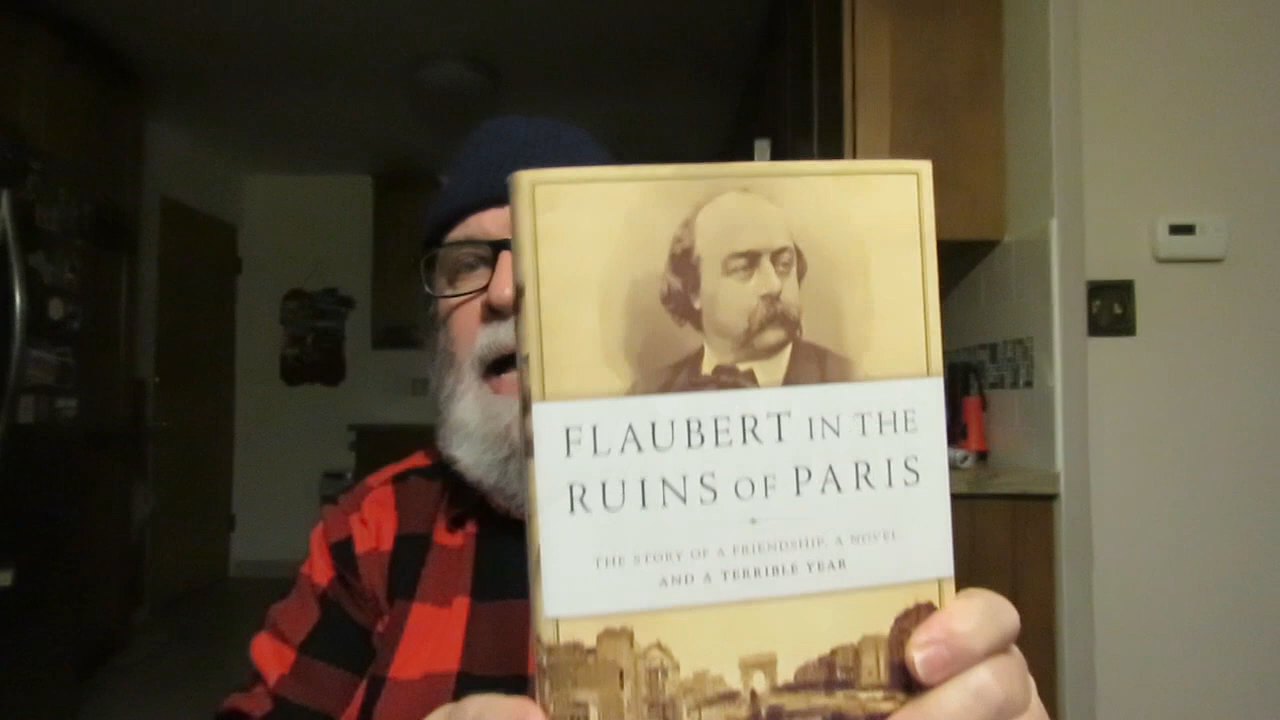 FLAUBERT IN THE
RUINS OF PARIS
THE STORY OF A FRIENDSHIP, A NOVEL
AND A TERRIBLE YEAR